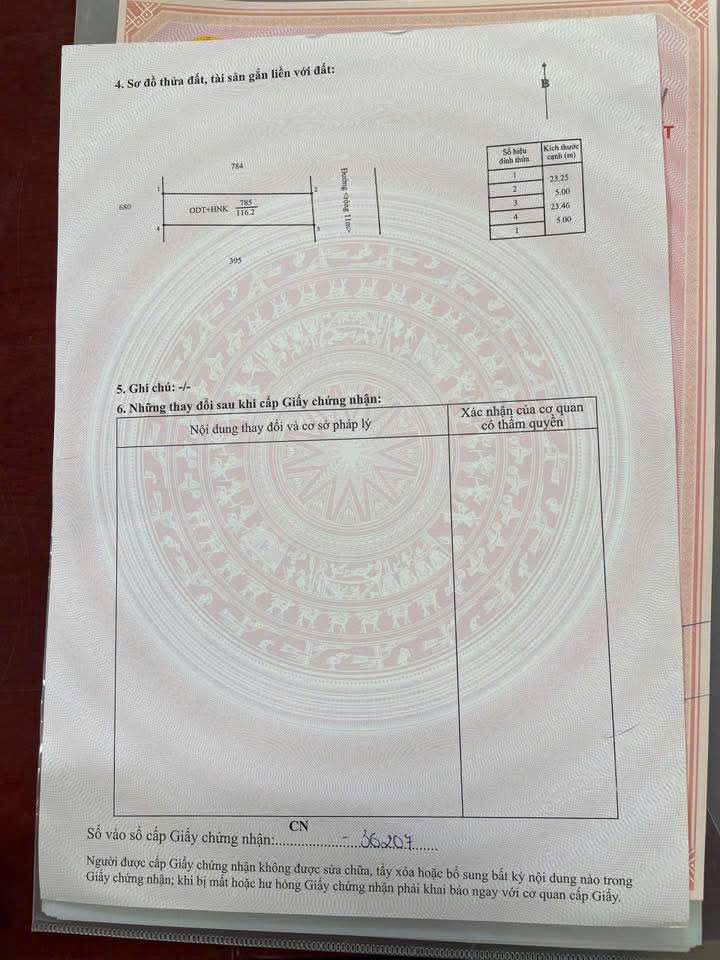 4. Sơ đồ thửa đất, tài sản gắn liền với đất:
B
T
784
1
2
680
ODT+HNK 785
116.2
4
3
395
Đường <rộng 11m>
Số hiệu đỉnh thửa
Kích thước cạnh (m)
1
23.25
2
5.00
3
23.46
4
5.00
1
5. Ghi chú: -/-
6. Những thay đổi sau khi cấp Giấy chứng nhận:
Nội dung thay đổi và cơ sở pháp lý
Xác nhận của cơ quan
có thẩm quyền
CN
Số vào sổ cấp Giấy chứng nhận:.....................- 36207......
Người được cấp Giấy chứng nhận không được sửa chữa, tẩy xóa hoặc bổ sung bất kỳ nội dung nào trong
Giấy chứng nhận; khi bị mất hoặc hư hỏng Giấy chứng nhận phải khai báo ngay với cơ quan cấp Giấy.